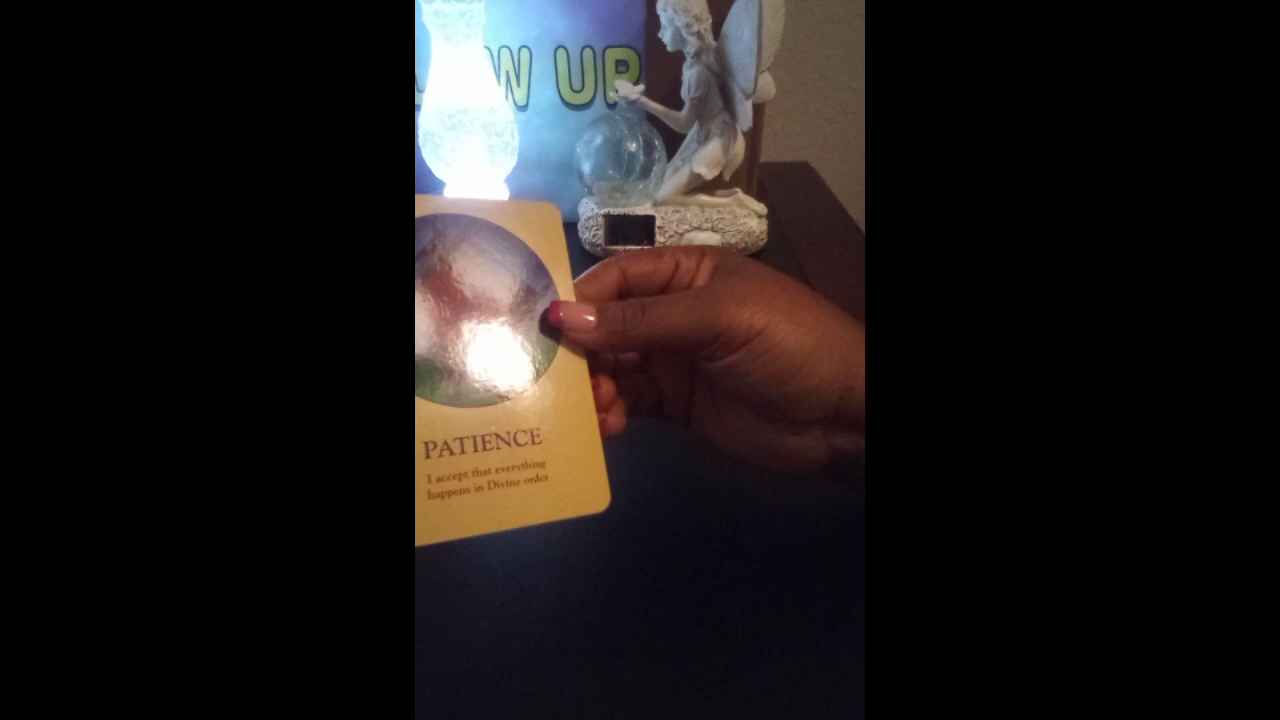 W UP
PATIENCE
I accept that everything
happens in Divine order